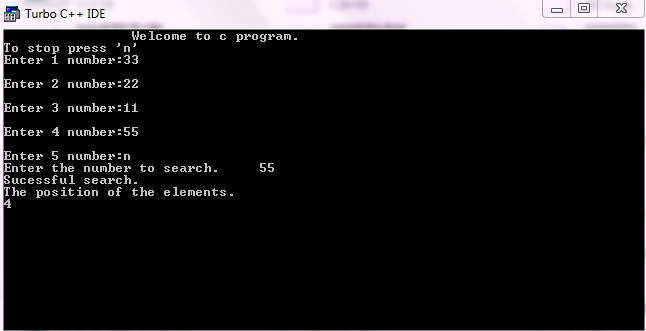 Turbo C++ IDE
Welcome to c program.
To stop press 'n'
Enter 1 number:33
Enter 2 number:22
Enter 3 number:11
Enter 4 number:55
Enter 5 number:n
Enter the number to search. 55
Sucessful search.
The position of the elements.
4